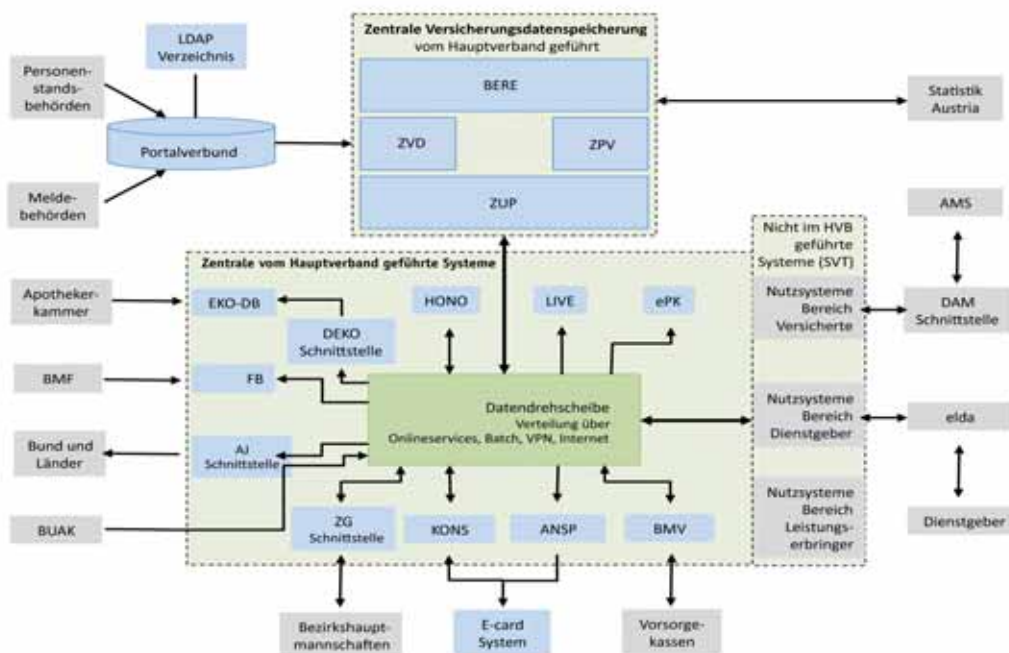 LDAP
Verzeichnis
Personen-
stands-
behörden
Portalverbund
Melde-
behörden
Zentrale Versicherungsdatenspeicherung
vom Hauptverband geführt
BERE
ZVD
ZPV
ZUP
Statistik
Austria
Zentrale vom Hauptverband geführte Systeme
Nicht im HVB
geführte
Systeme (SVT)
AMS
Apotheker-
kammer
EKO-DB
HONO
LIVE
ePK
Nutzsysteme
Bereich
Versicherte
DAM
Schnittstelle
DEKO
Schnittstelle
BMF
FB
Datendrehscheibe
Verteilung über
Onlineservices, Batch, VPN, Internet
Nutzsysteme
Bereich
Dienstgeber
elda
Bund und
Länder
AJ
Schnittstelle
BUAK
ZG
Schnittstelle
KONS
ANSP
BMV
Nutzsysteme
Bereich
Leistungs-
erbringer
Dienstgeber
Bezirkshaupt-
mannschaften
E-card
System
Vorsorge-
kassen